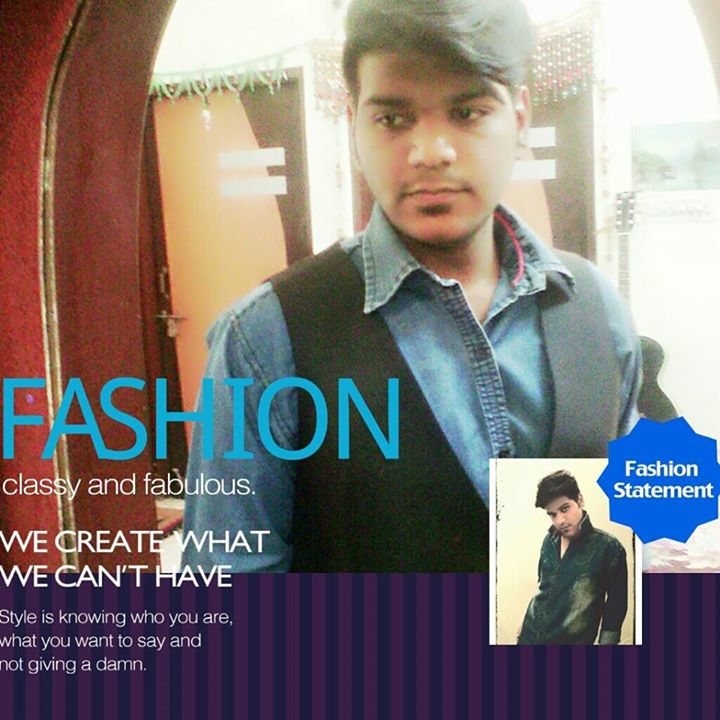 FASHION
classy and fabulous.
WE CREATE WHAT
WE CAN'T HAVE
Style is knowing who you are,
what you want to say and
not giving a damn.
Fashion
Statement